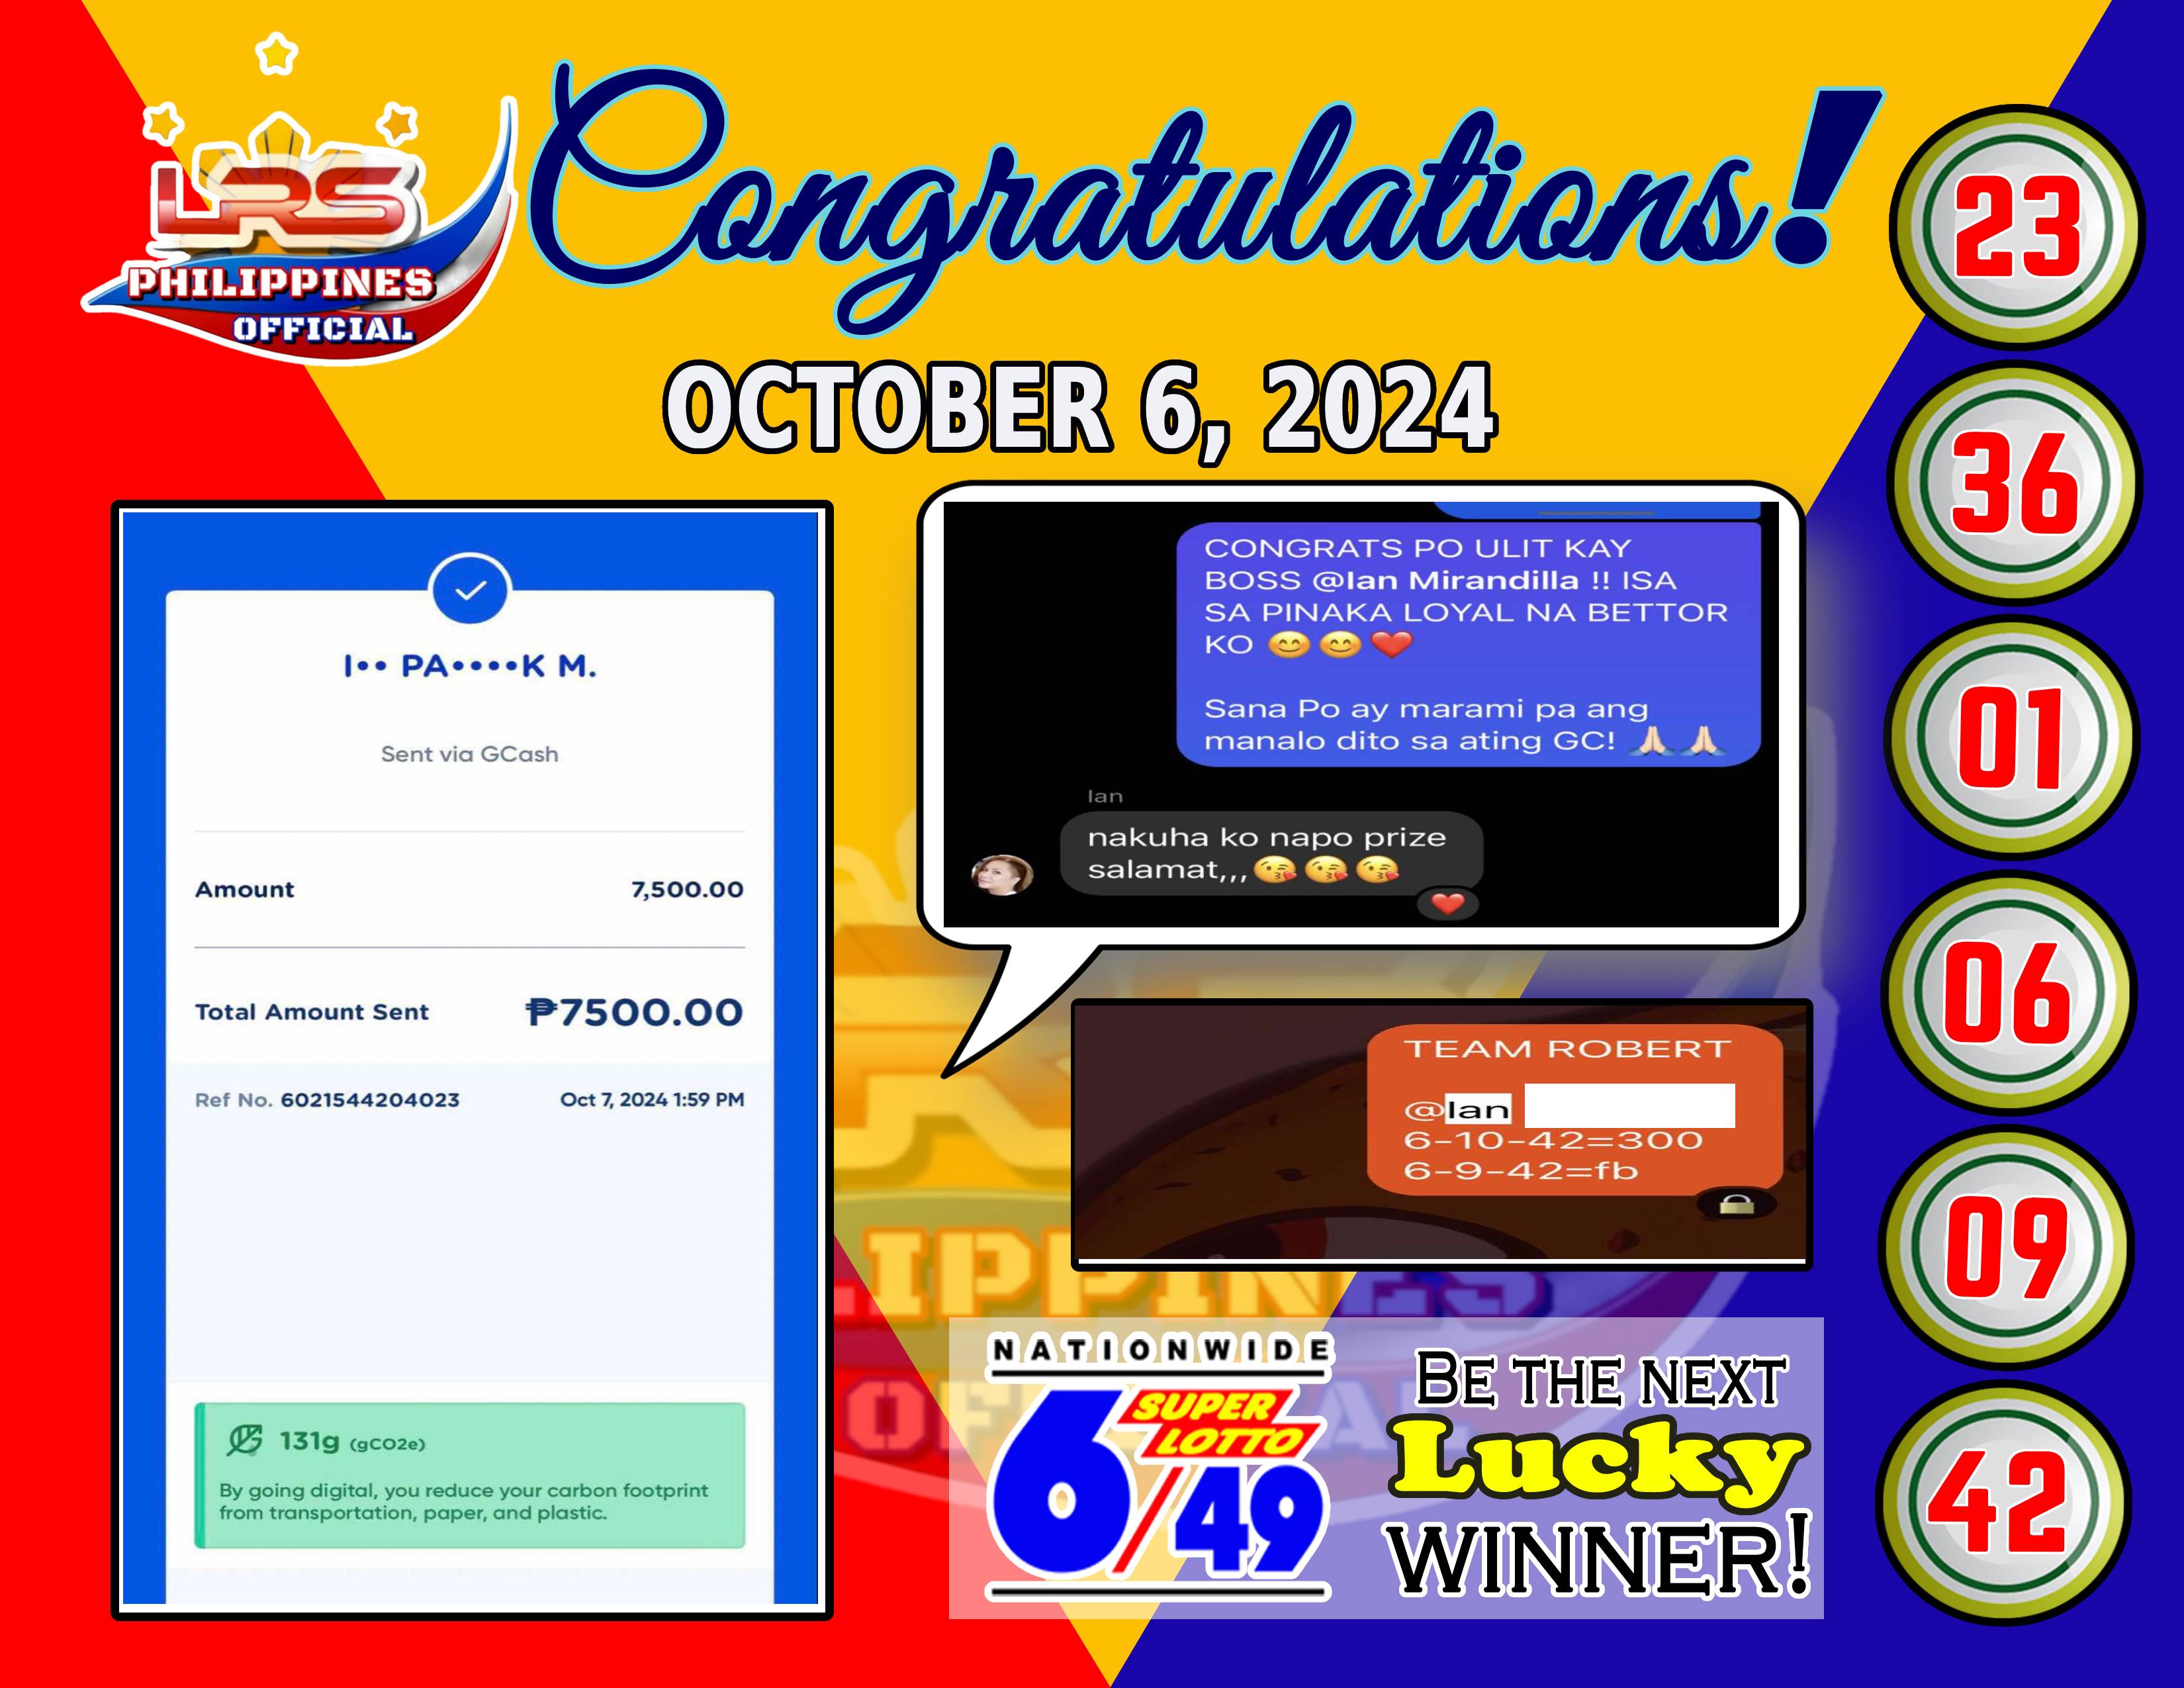 LRS
PHILIPPINES
OFFICIAL
Congratulations!
OCTOBER 6, 2024
I•• PA••••K M.
Sent via GCash
Amount 7,500.00
Total Amount Sent ₱7500.00
Ref No. 6021544204023 Oct 7, 2024 1:59 PM
131g (gCO2e)
By going digital, you reduce your carbon footprint
from transportation, paper, and plastic.
CONGRATS PO ULIT KAY
BOSS @Ian Mirandilla !! ISA
SA PINAKA LOYAL NA BETTOR
KO 😊 😊 ❤️
Sana Po ay marami pa ang
manalo dito sa ating GC! 🙏🏻 🙏🏻
Ian
nakuha ko napo prize
salamat,,, 😘 😘 😘
❤️
TEAM ROBERT
@Ian
6-10-42=300
6-9-42=fb
NATIONWIDE
SUPER
LOTTO
6/49
BE THE NEXT
Lucky
WINNER!
23
36
01
06
09
42
LIPPINES
OFFICIAL